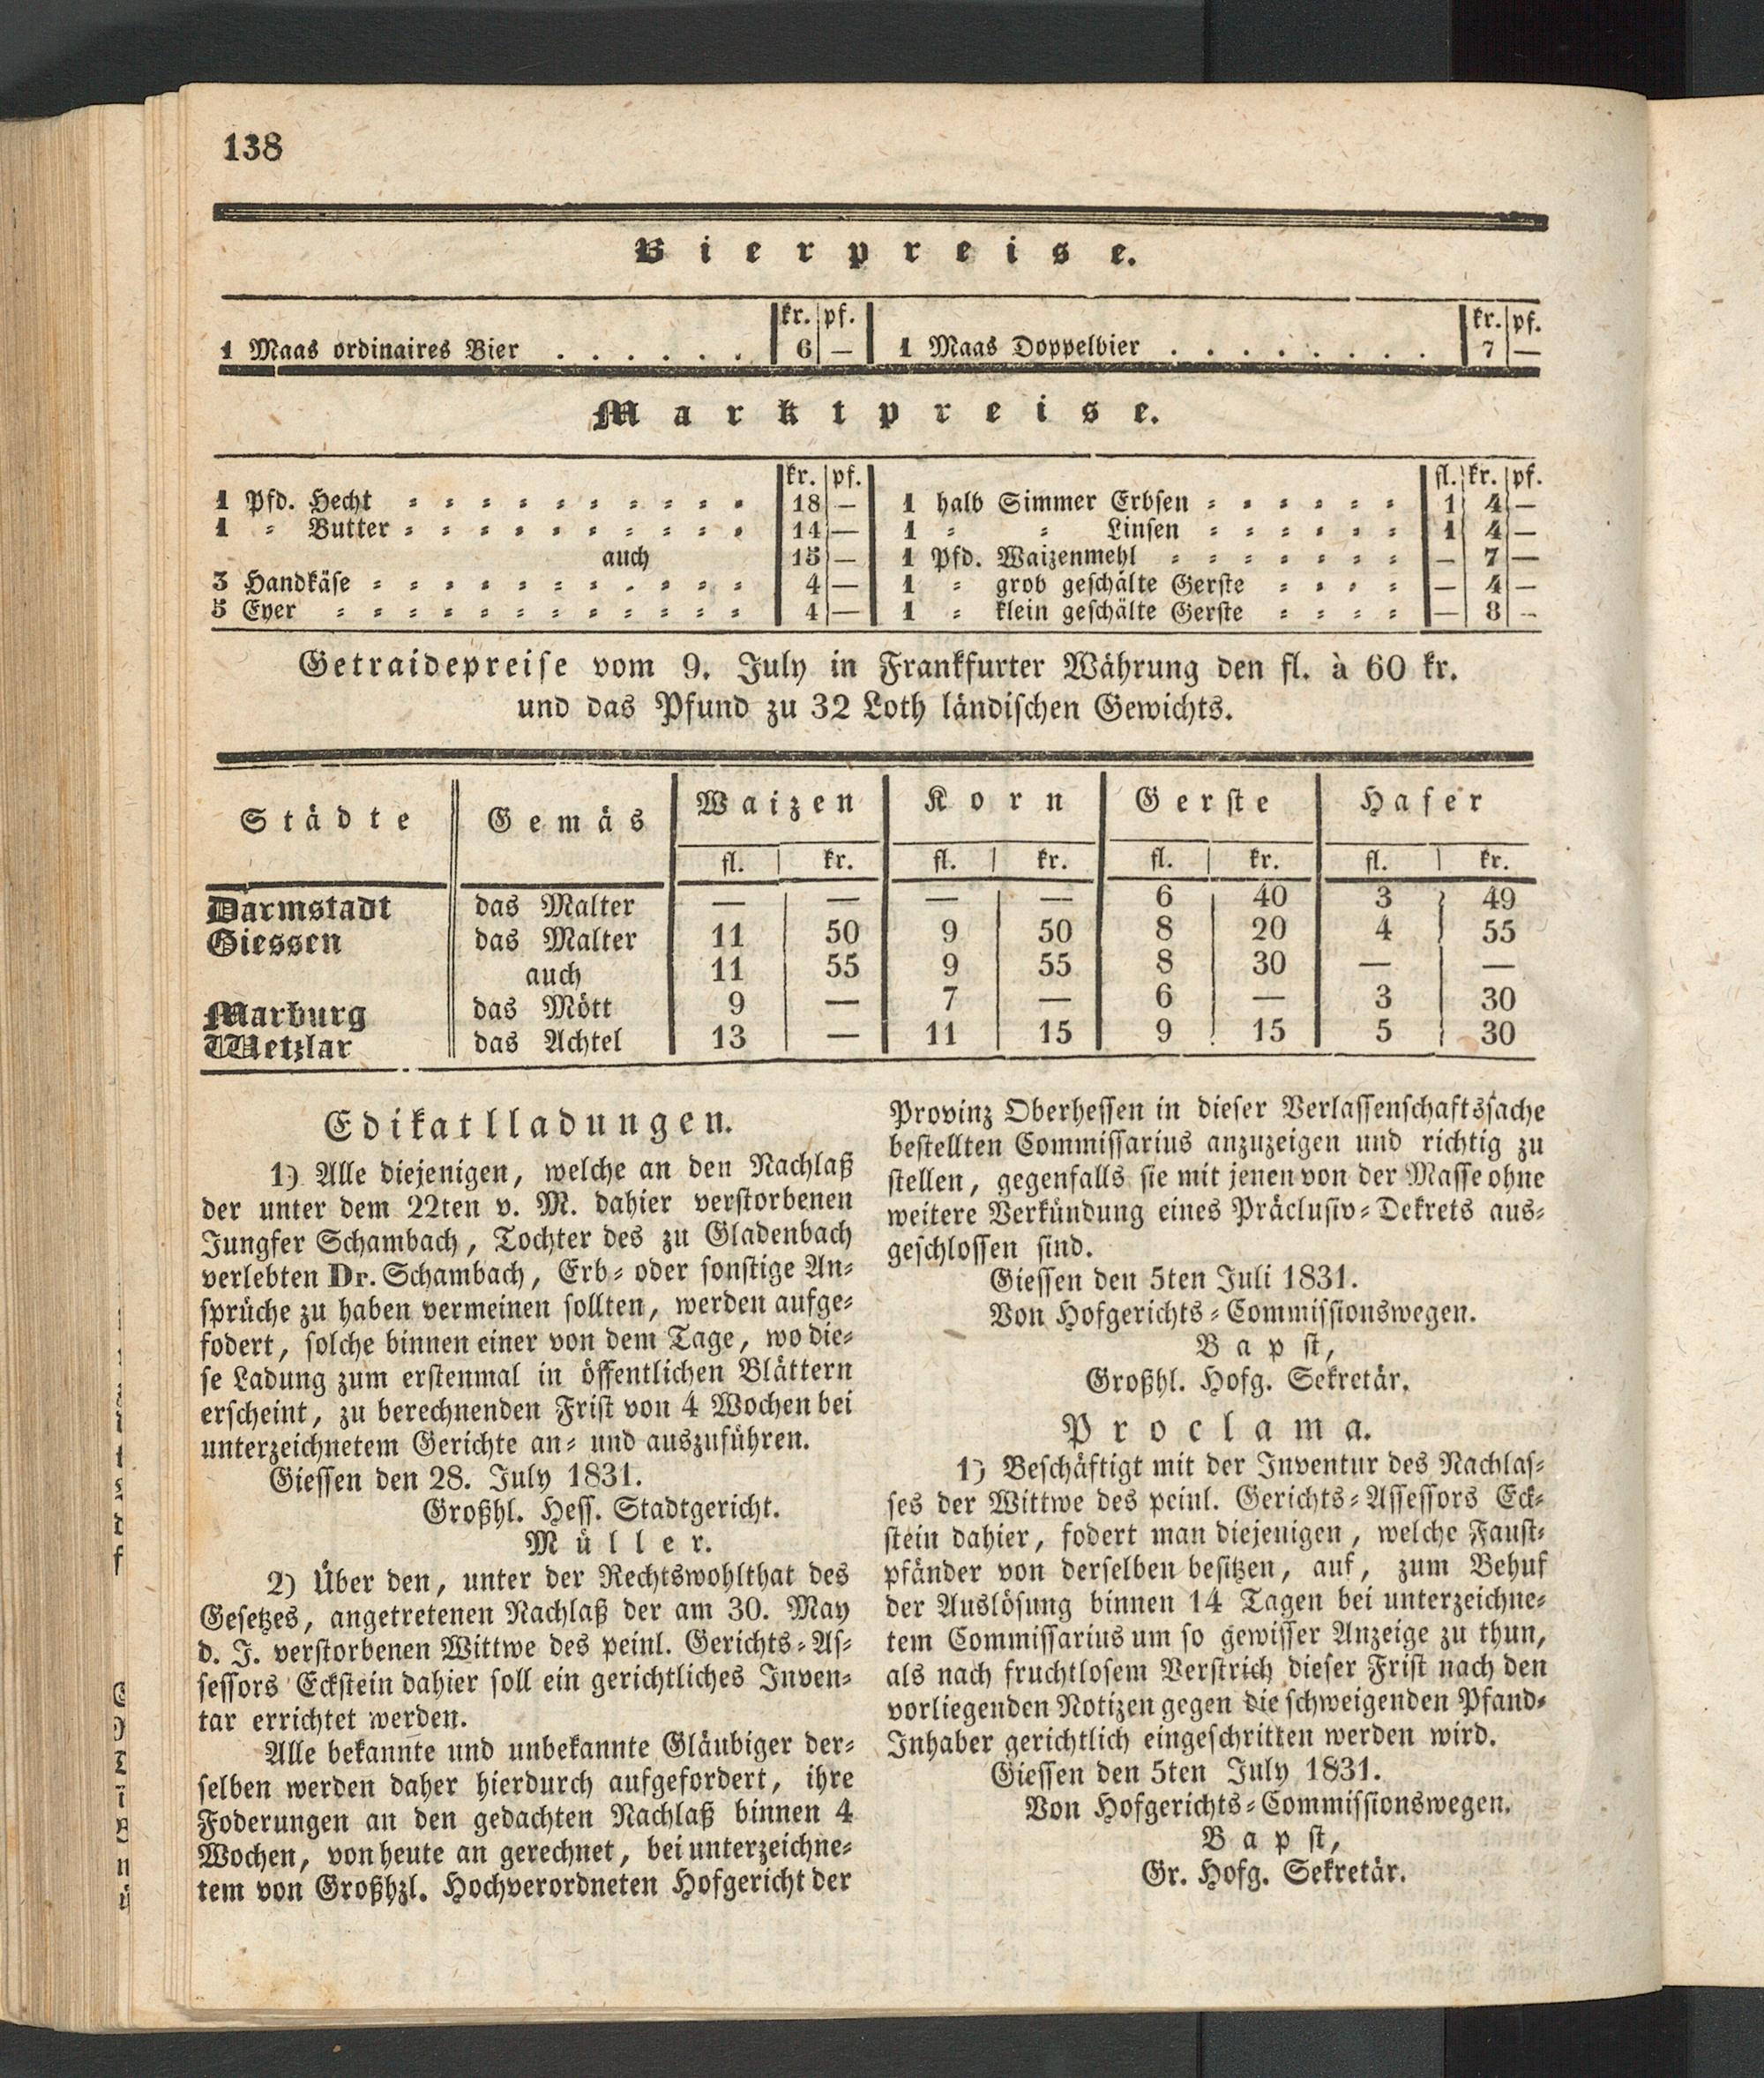 138
Bierpreise.
kr. pf. kr. pf.
1 Maas ordinaires Bier . . . . . . 6 — 1 Maas Doppelbier . . . . . . . . 7 —
Marktpreise.
kr. pf. fl. kr. pf.
1 Pfd. Hecht 18 — 1 halb Simmer Erbsen 1 4 —
1 = Butter 14 — 1 = = Linsen 1 4 —
auch 15 — 1 Pfd. Waizenmehl — 7 —
3 Handkäse 4 — 1 = grob geschälte Gerste — 4 —
5 Eyer 4 — 1 = klein geschälte Gerste — 8 —
Getraidepreise vom 9. July in Frankfurter Währung den fl. à 60 kr.
und das Pfund zu 32 Loth ländischen Gewichts.
Städte Gemäs Waizen Korn Gerste Hafer
fl. kr. fl. kr. fl. kr. fl. kr.
Darmstadt das Malter — — — — 6 40 3 49
Giessen das Malter 11 50 9 50 8 20 4 55
auch 11 55 9 55 8 30 — —
Marburg das Mött 9 — 7 — 6 — 3 30
Wetzlar das Achtel 13 — 11 15 9 15 5 30
Edikatlladungen.
1) Alle diejenigen, welche an den Nachlaß
der unter dem 22ten v. M. dahier verstorbenen
Jungfer Schambach, Tochter des zu Gladenbach
verlebten Dr. Schambach, Erb= oder sonstige An=
sprüche zu haben vermeinen sollten, werden aufge=
fodert, solche binnen einer von dem Tage, wo die=
se Ladung zum erstenmal in öffentlichen Blättern
erscheint, zu berechnenden Frist von 4 Wochen bei
unterzeichnetem Gerichte an= und auszuführen.
Giessen den 28. July 1831.
Großhl. Hess. Stadtgericht.
Müller.
2) Über den, unter der Rechtswohlthat des
Gesetzes, angetretenen Nachlaß der am 30. May
d. J. verstorbenen Wittwe des peinl. Gerichts=As=
sessors Eckstein dahier soll ein gerichtliches Inven=
tar errichtet werden.
Alle bekannte und unbekannte Gläubiger der=
selben werden daher hierdurch aufgefordert, ihre
Foderungen an den gedachten Nachlaß binnen 4
Wochen, von heute an gerechnet, bei unterzeichne=
tem von Großhzl. Hochverordneten Hofgericht der
Provinz Oberhessen in dieser Verlassenschaftssache
bestellten Commissarius anzuzeigen und richtig zu
stellen, gegenfalls sie mit jenen von der Masse ohne
weitere Verkündung eines Präclusiv=Dekrets aus=
geschlossen sind.
Giessen den 5ten Juli 1831.
Von Hofgerichts=Commissionswegen.
Bapst,
Großhl. Hofg. Sekretär.
Proclama.
1) Beschäftigt mit der Inventur des Nachlas=
ses der Wittwe des peinl. Gerichts=Assessors Eck=
stein dahier, fodert man diejenigen, welche Faust=
pfänder von derselben besitzen, auf, zum Behuf
der Auslösung binnen 14 Tagen bei unterzeichne=
tem Commissarius um so gewisser Anzeige zu thun,
als nach fruchtlosem Verstrich dieser Frist nach den
vorliegenden Notizen gegen die schweigenden Pfand=
Inhaber gerichtlich eingeschritten werden wird.
Giessen den 5ten July 1831.
Von Hofgerichts=Commissionswegen.
Bapst,
Gr. Hofg. Sekretär.